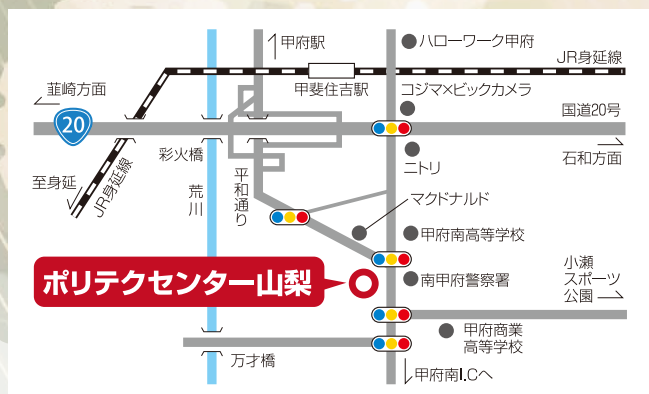 甲府駅
ハローワーク甲府
JR身延線
韮崎方面
甲斐住吉駅
コジマ×ビックカメラ
国道20号
20
彩火橋
ニトリ
石和方面
至身延
JR身延線
荒川
平和通り
マクドナルド
甲府南高等学校
ポリテクセンター山梨
南甲府警察署
小瀬
スポーツ
公園
甲府商業
高等学校
万才橋
甲府南I.Cへ